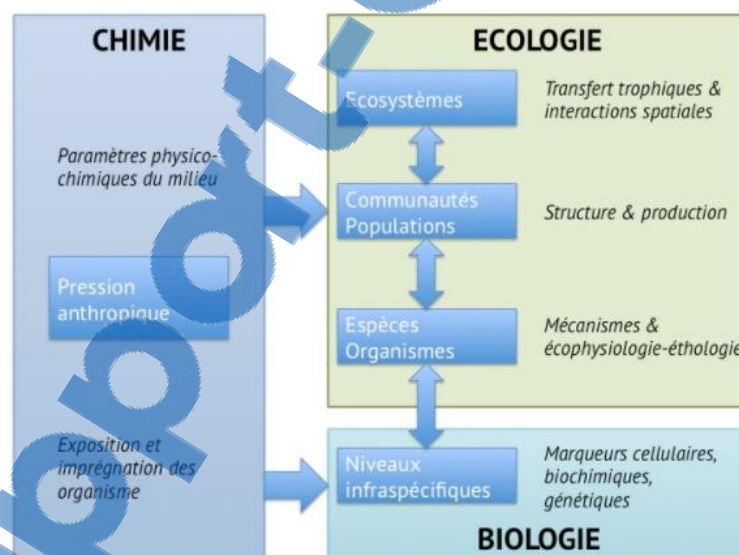 CHIMIE
Paramètres physico-
chimiques du milieu
Pression
anthropique
Exposition et
imprégnation des
organisme
ECOLOGIE
Ecosystèmes
Transfert trophiques &
interactions spatiales
Communautés
Populations
Structure & production
Espèces
Organismes
Mécanismes &
écophysiologie-éthologie
Niveaux
infraspécifiques
Marqueurs cellulaires,
biochimiques,
génétiques
BIOLOGIE
pport-